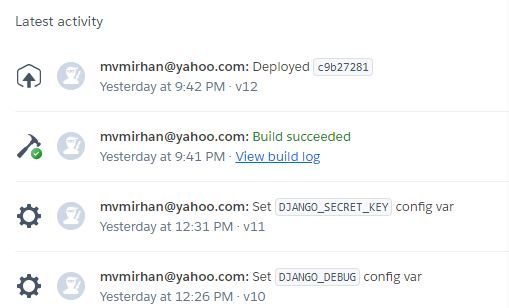 Latest activity
mvmirhan@yahoo.com: Deployed c9b27281
Yesterday at 9:42 PM · v12
mvmirhan@yahoo.com: Build succeeded
Yesterday at 9:41 PM · View build log
mvmirhan@yahoo.com: Set DJANGO_SECRET_KEY config var
Yesterday at 12:31 PM · v11
mvmirhan@yahoo.com: Set DJANGO_DEBUG config var
Yesterday at 12:26 PM · v10